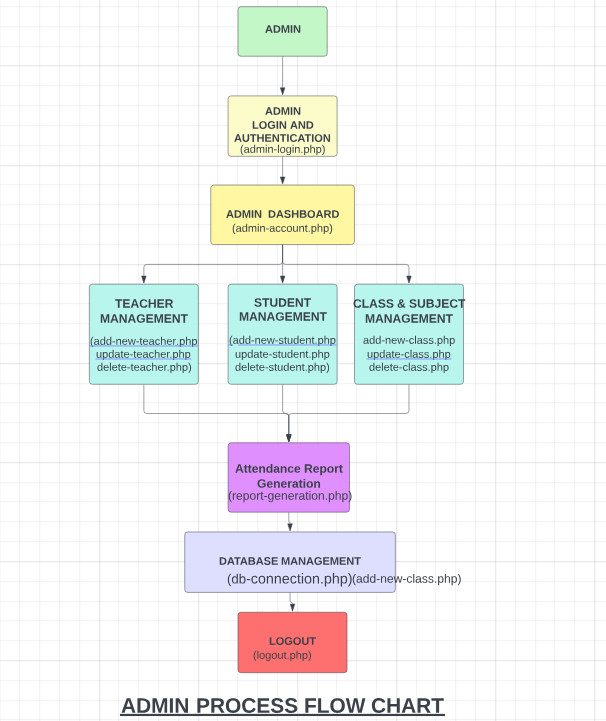 ADMIN
ADMIN
LOGIN AND
AUTHENTICATION
(admin-login.php)
ADMIN DASHBOARD
(admin-account.php)
TEACHER
MANAGEMENT
(add-new-teacher.php
update-teacher.php
delete-teacher.php)
STUDENT
MANAGEMENT
(add-new-student.php
update-student.php
delete-student.php)
CLASS & SUBJECT
MANAGEMENT
add-new-class.php
update-class.php
delete-class.php
Attendance Report
Generation
(report-generation.php)
DATABASE MANAGEMENT
(db-connection.php)(add-new-class.php)
LOGOUT
(logout.php)
ADMIN PROCESS FLOW CHART